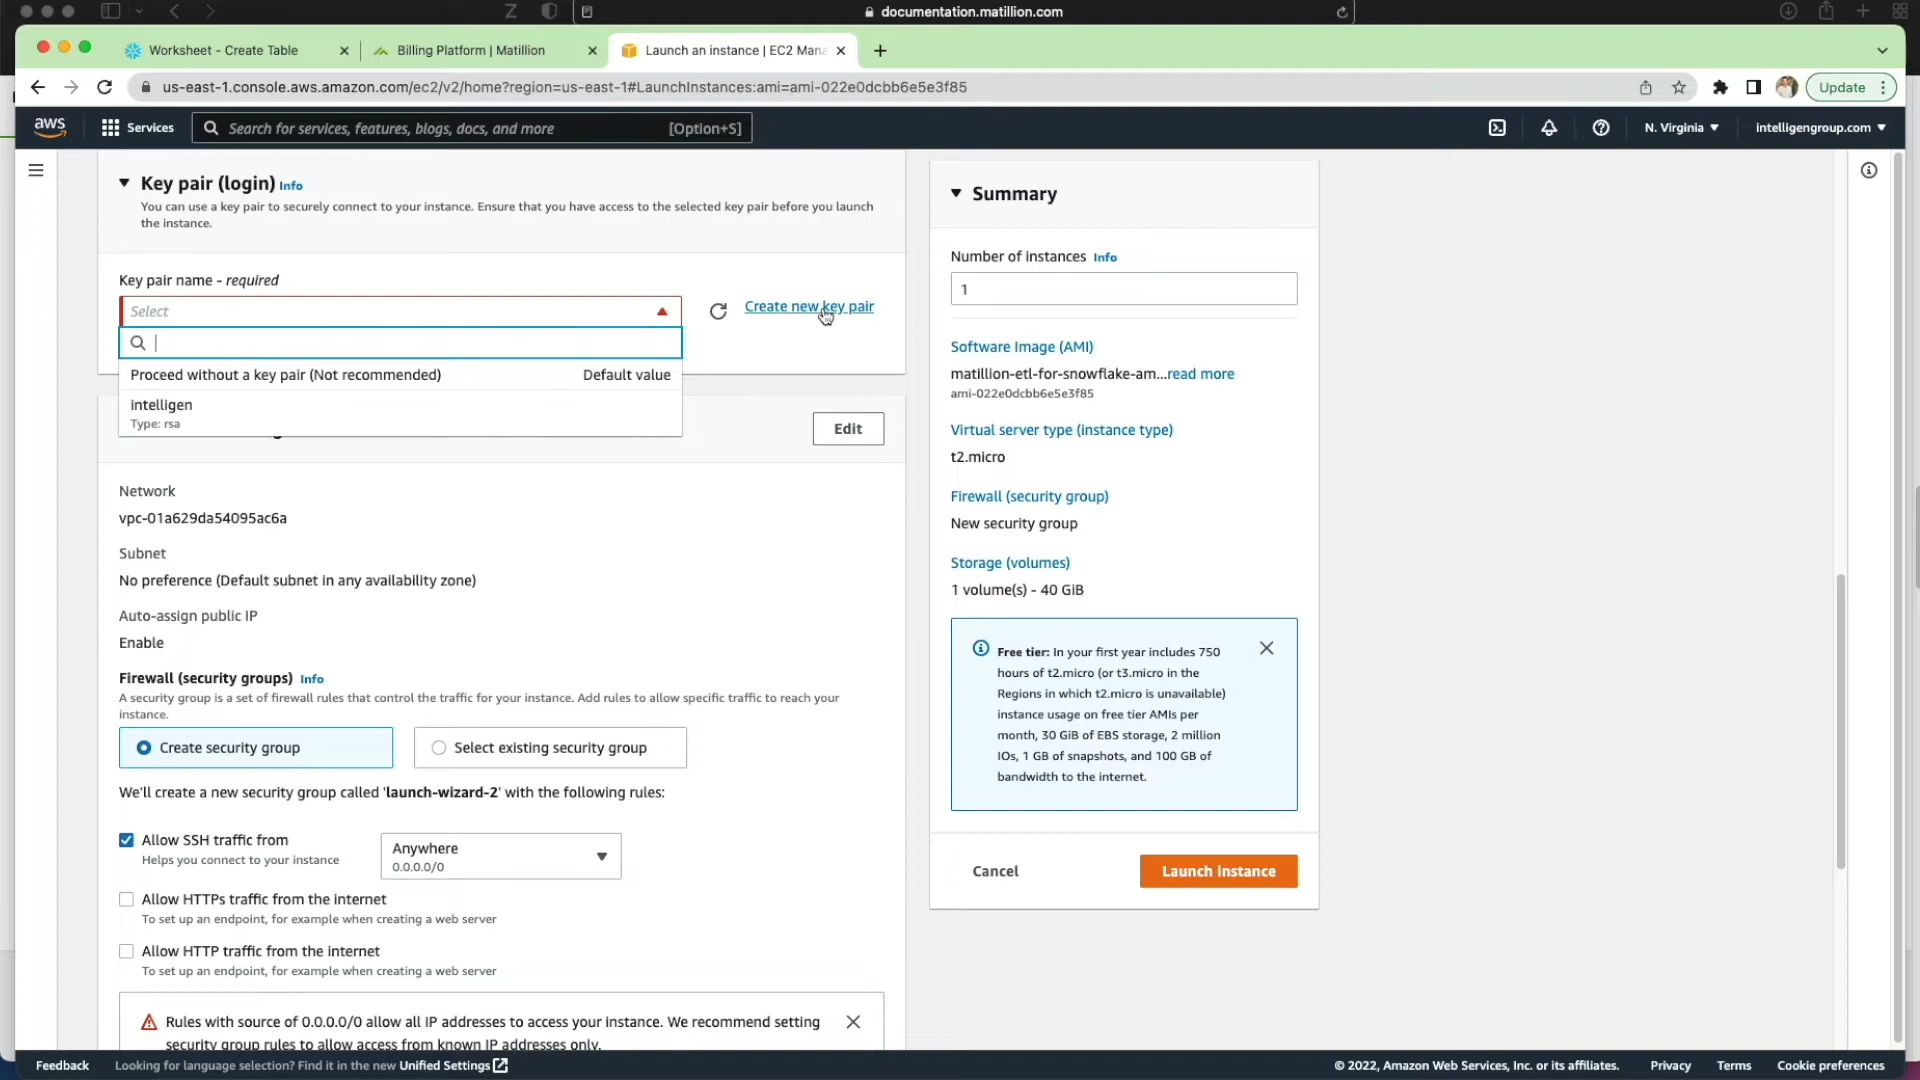 documentation.matillion.com
Worksheet - Create Table
Billing Platform | Matillion
Launch an instance | EC2 Mana
us-east-1.console.aws.amazon.com/ec2/v2/home?region=us-east-1#LaunchInstances:ami=ami-022e0dcbb6e5e3f85
Update
aws
Services
Search for services, features, blogs, docs, and more
[Option+S]
N. Virginia
intelligengroup.com
Key pair (login) Info
You can use a key pair to securely connect to your instance. Ensure that you have access to the selected key pair before you launch
the instance.
Key pair name - required
Select
Create new key pair
Proceed without a key pair (Not recommended)
Default value
intelligen
Type: rsa
Edit
Network
vpc-01a629da54095ac6a
Subnet
No preference (Default subnet in any availability zone)
Auto-assign public IP
Enable
Firewall (security groups) Info
A security group is a set of firewall rules that control the traffic for your instance. Add rules to allow specific traffic to reach your
instance.
Create security group
Select existing security group
We'll create a new security group called 'launch-wizard-2' with the following rules:
Allow SSH traffic from
Helps you connect to your instance
Anywhere
0.0.0.0/0
Allow HTTPs traffic from the internet
To set up an endpoint, for example when creating a web server
Allow HTTP traffic from the internet
To set up an endpoint, for example when creating a web server
Rules with source of 0.0.0.0/0 allow all IP addresses to access your instance. We recommend setting
security group rules to allow access from known IP addresses only.
Summary
Number of instances Info
1
Software Image (AMI)
matillion-etl-for-snowflake-am...read more
ami-022e0dcbb6e5e3f85
Virtual server type (instance type)
t2.micro
Firewall (security group)
New security group
Storage (volumes)
1 volume(s) - 40 GiB
Free tier: In your first year includes 750
hours of t2.micro (or t3.micro in the
Regions in which t2.micro is unavailable)
instance usage on free tier AMIs per
month, 30 GiB of EBS storage, 2 million
IOs, 1 GB of snapshots, and 100 GB of
bandwidth to the internet.
Cancel
Launch instance
Feedback
Looking for language selection? Find it in the new Unified Settings
© 2022, Amazon Web Services, Inc. or its affiliates.
Privacy
Terms
Cookie preferences